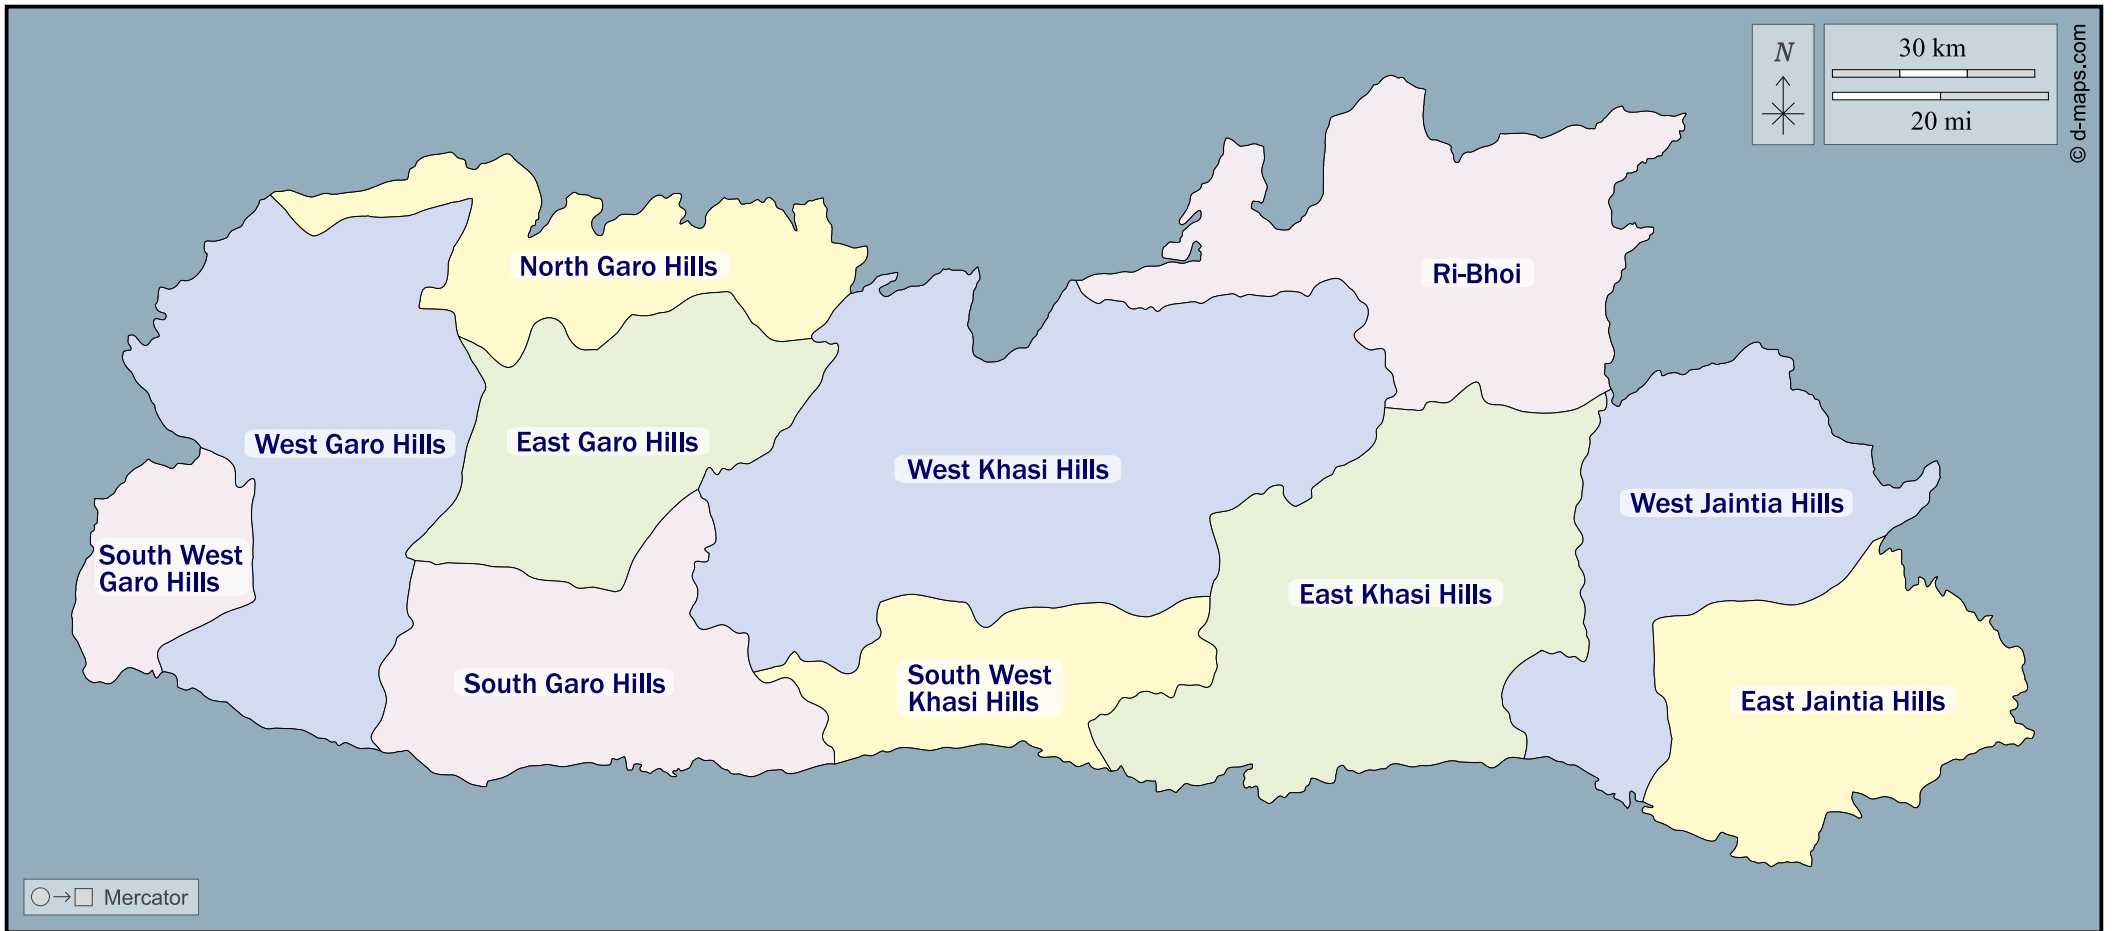 N
30 km
20 mi
© d-maps.com
North Garo Hills
Ri-Bhoi
West Garo Hills
East Garo Hills
West Khasi Hills
West Jaintia Hills
South West
Garo Hills
East Khasi Hills
South Garo Hills
South West
Khasi Hills
East Jaintia Hills
Mercator